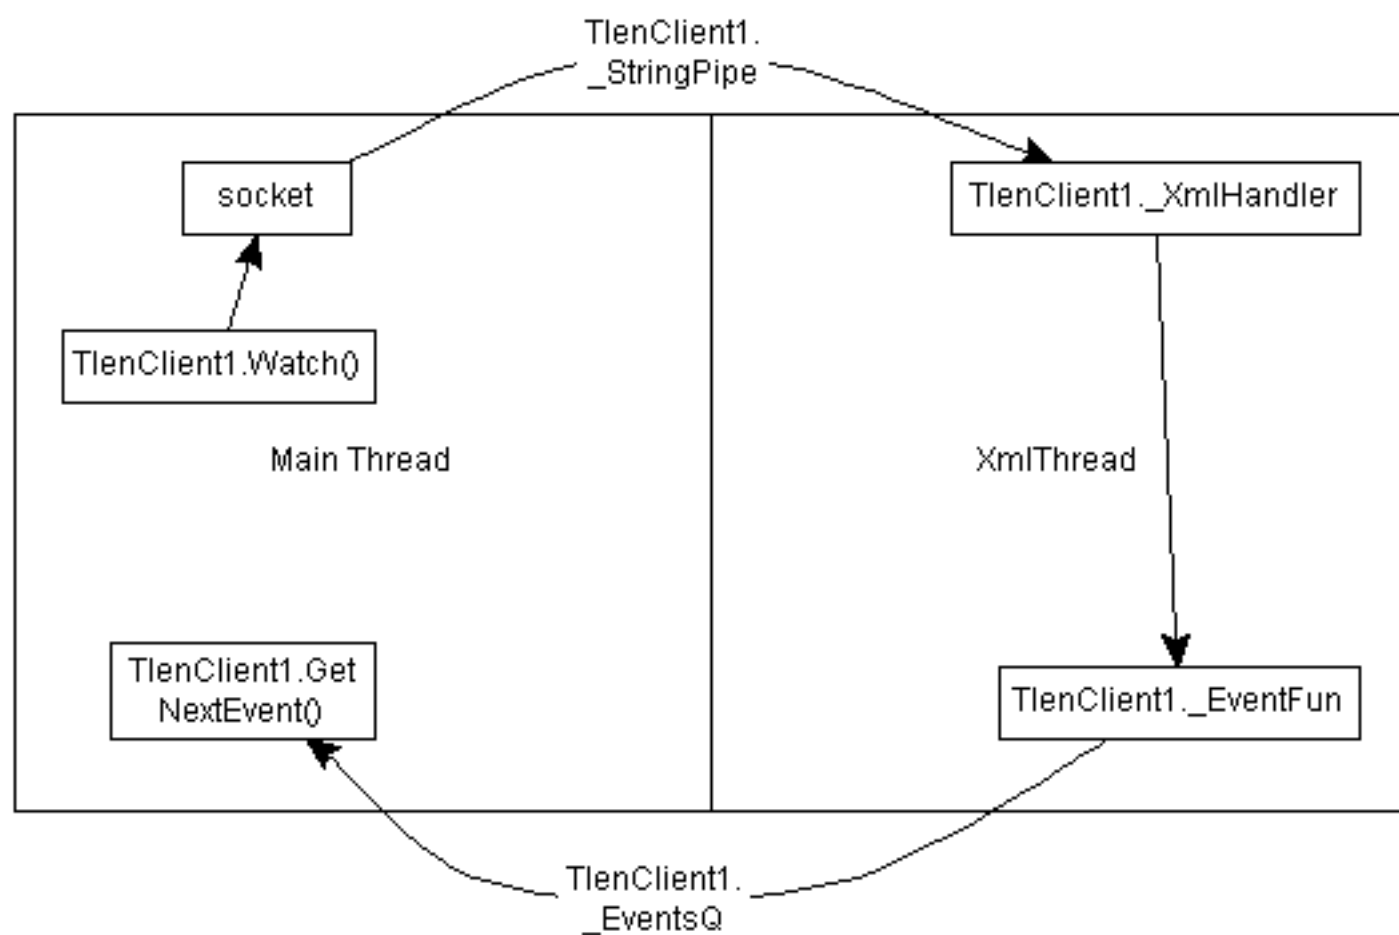 TlenClient1.
_StringPipe
socket
TlenClient1._XmlHandler
TlenClient1.Watch()
Main Thread
XmlThread
TlenClient1.Get
NextEvent()
TlenClient1._EventFun
TlenClient1.
_EventsQ